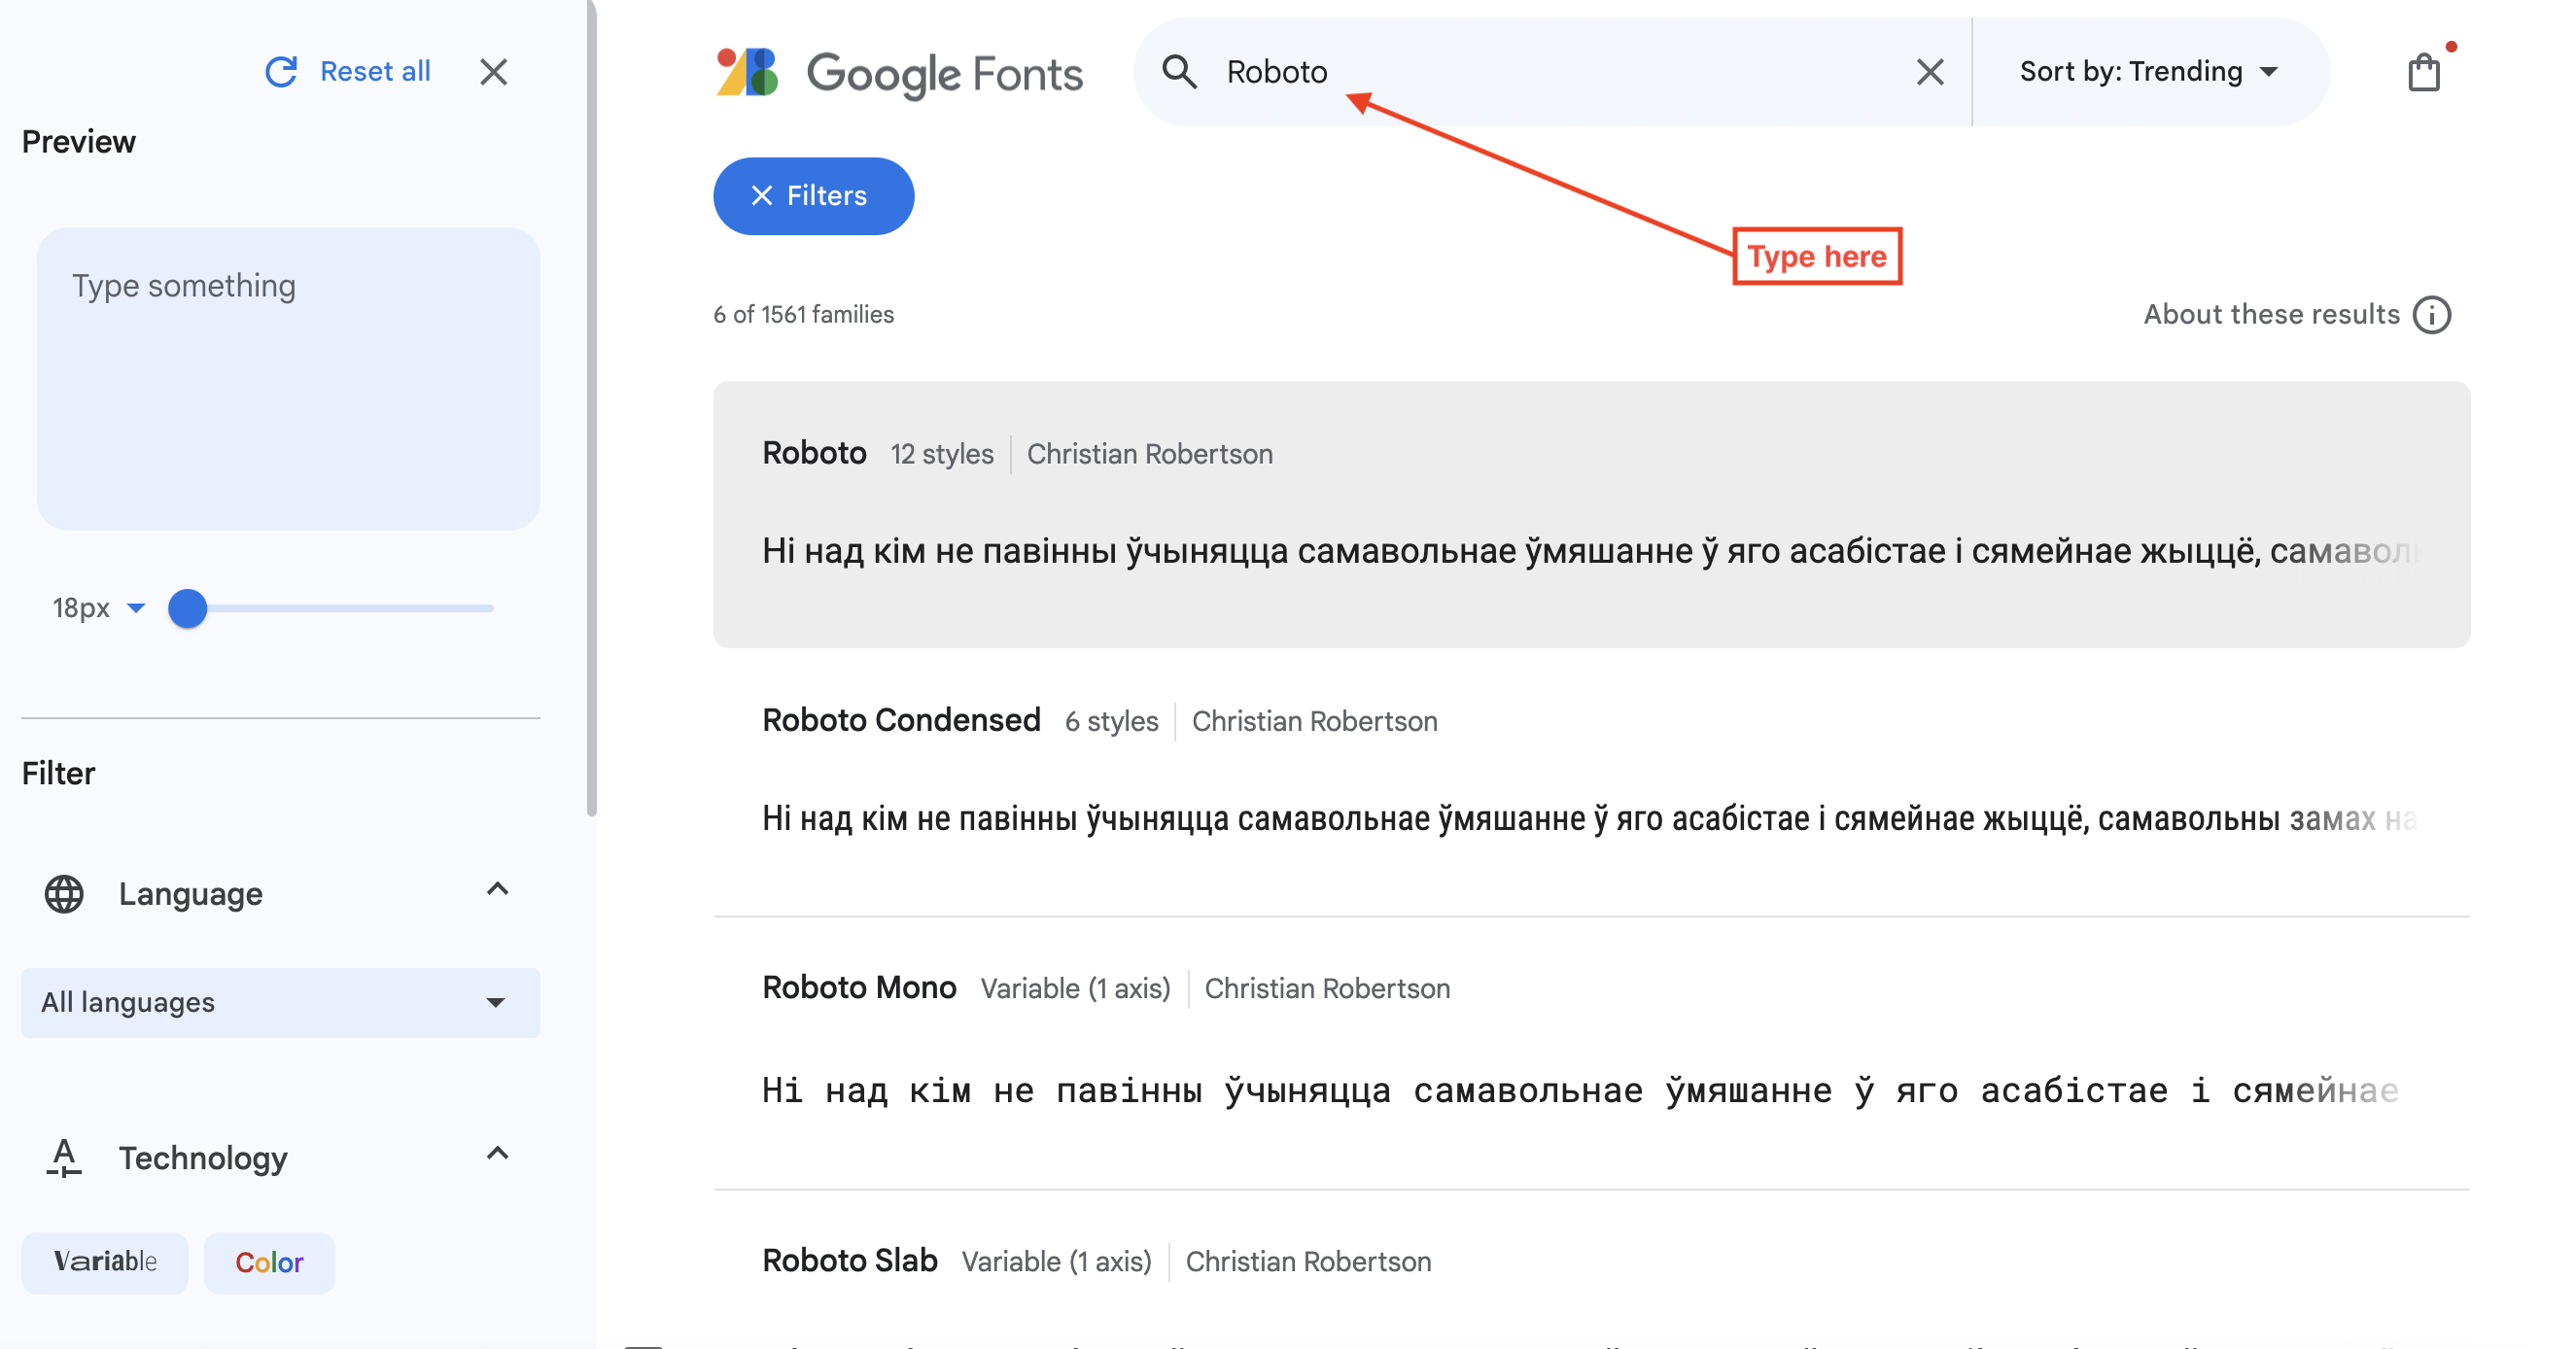 Reset all
Preview
Type something
18px
Filter
Language
All languages
Technology
Variable
Color
Google Fonts
Roboto
Sort by: Trending
Filters
Type here
6 of 1561 families
About these results
Roboto 12 styles Christian Robertson
Ні над кім не павінны ўчыняцца самавольнае ўмяшанне ў яго асабістае і сямейнае жыццё, самаволь
Roboto Condensed 6 styles Christian Robertson
Ні над кім не павінны ўчыняцца самавольнае ўмяшанне ў яго асабістае і сямейнае жыццё, самавольны замах на
Roboto Mono Variable (1 axis) Christian Robertson
Ні над кім не павінны ўчыняцца самавольнае ўмяшанне ў яго асабістае і сямейнае
Roboto Slab Variable (1 axis) Christian Robertson